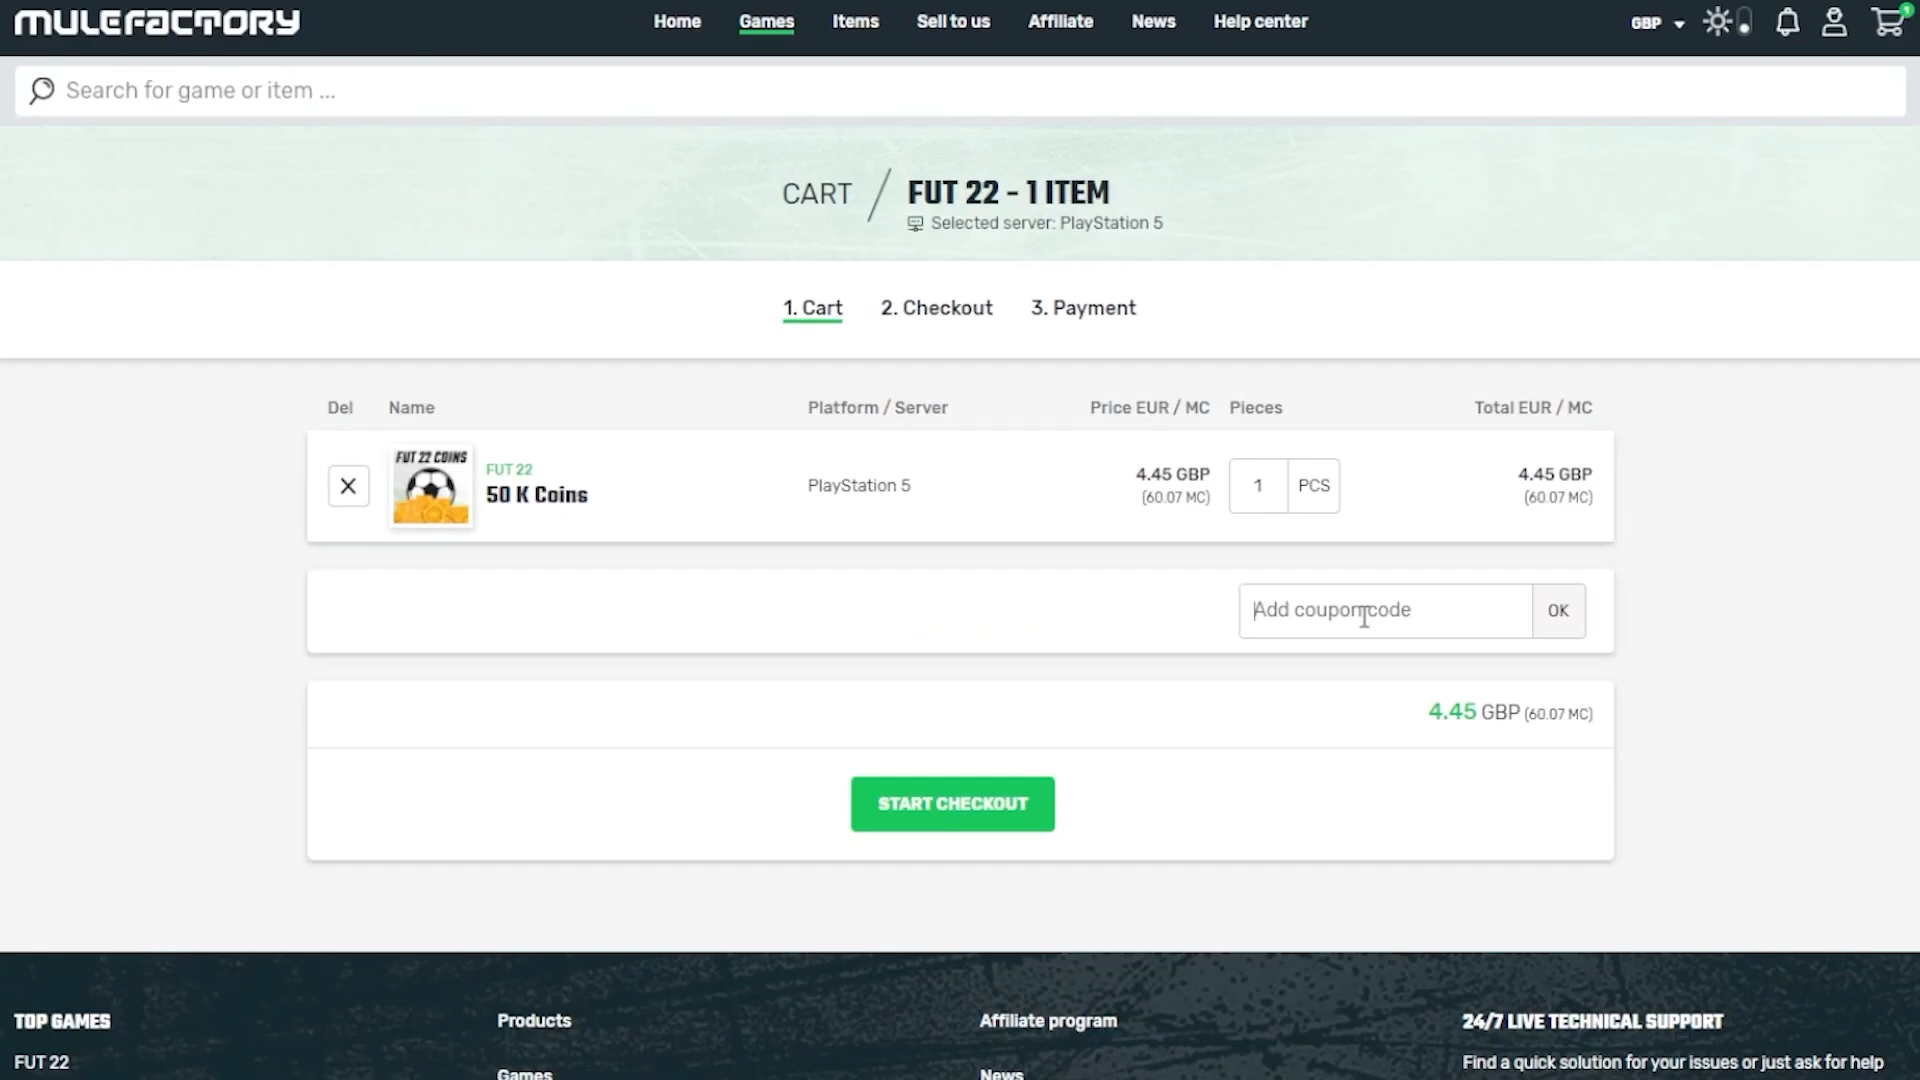 MULEFACTORY
Home
Games
Items
Sell to us
Affiliate
News
Help center
GBP
1
Search for game or item ...
CART / FUT 22 - 1 ITEM
Selected server: PlayStation 5
1. Cart
2. Checkout
3. Payment
Del
Name
Platform / Server
Price EUR / MC
Pieces
Total EUR / MC
FUT 22 COINS
FUT 22
50 K Coins
PlayStation 5
4.45 GBP
(60.07 MC)
1
PCS
4.45 GBP
(60.07 MC)
Add coupon code
OK
4.45 GBP (60.07 MC)
START CHECKOUT
TOP GAMES
FUT 22
Products
Games
Affiliate program
News
24/7 LIVE TECHNICAL SUPPORT
Find a quick solution for your issues or just ask for help